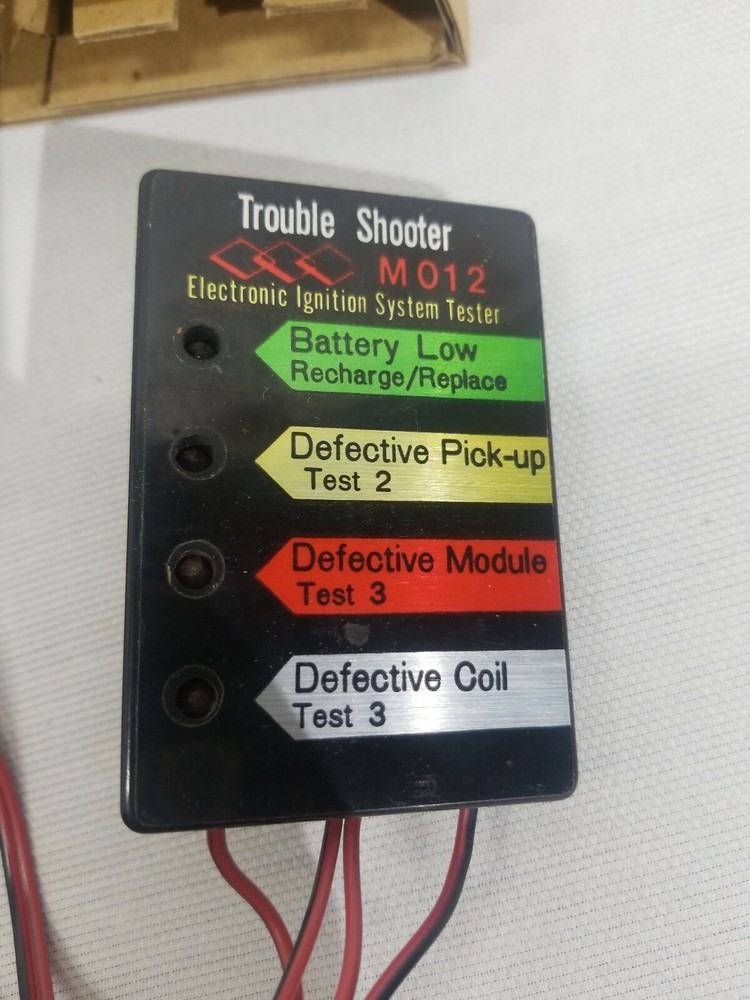 Trouble Shooter
M012
Electronic Ignition System Tester
Battery Low
Recharge/Replace
Defective Pick-up
Test 2
Defective Module
Test 3
Defective Coil
Test 3